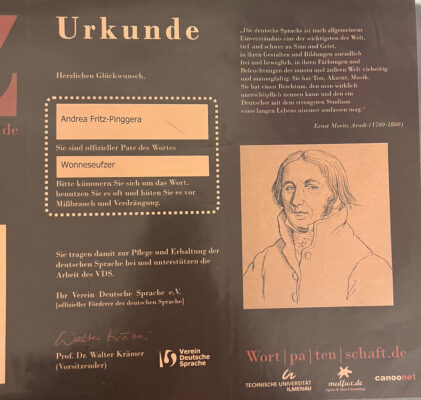 Z
.de
Urkunde
Herzlichen Glückwunsch,
Andrea Fritz-Pinggera
Sie sind offizieller Pate des Wortes
Wonneseufzer
Bitte kümmern Sie sich um das Wort,
benutzen Sie es oft und hüten Sie es vor
Mißbrauch und Verdrängung.
Sie tragen damit zur Pflege und Erhaltung der
deutschen Sprache bei und unterstützen die
Arbeit des VDS.
Ihr Verein Deutsche Sprache e.V.
[offizieller Förderer der deutschen Sprache]
Walter Krämer
Prof. Dr. Walter Krämer
(Vorsitzender)
Verein
Deutsche
Sprache
„Die deutsche Sprache ist nach allgemeinem
Einverständnis eine der wichtigsten der Welt,
tief und schwer an Sinn und Geist,
in ihren Gestalten und Bildungen unendlich
frei und beweglich, in ihren Färbungen und
Beleuchtungen der innern und äußern Welt vielseitig
und mannigfaltig. Sie hat Ton, Akzent, Musik.
Sie hat einen Reichtum, den man wirklich
unerschöpflich nennen kann und den ein
Deutscher mit dem strengsten Studium
eines langen Lebens nimmer umfassen mag.“
Ernst Moritz Arndt (1769-1860)
Wort|pa|ten|schaft.de
TECHNISCHE UNIVERSITÄT
ILMENAU
medfux.de
canoonet